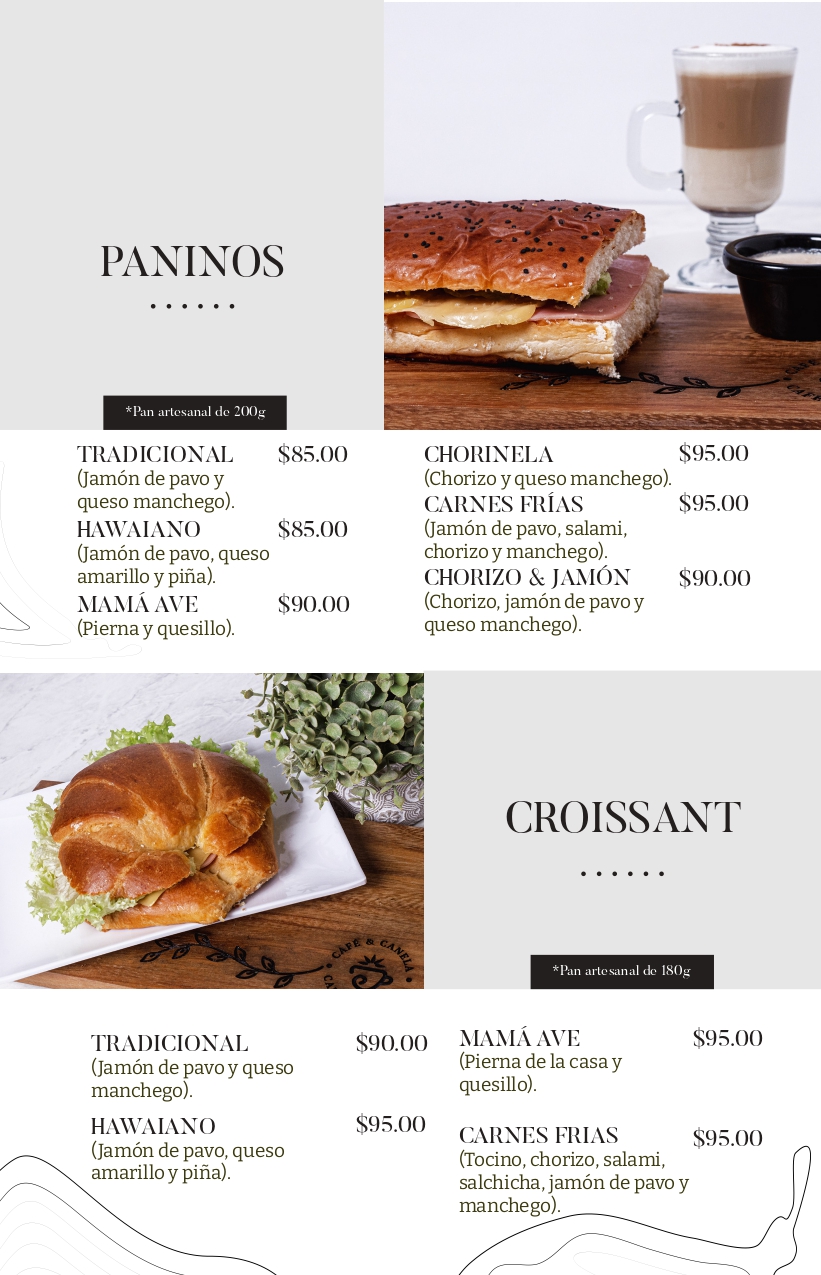 PANINOS
*Pan artesanal de 200g
TRADICIONAL $85.00
(Jamón de pavo y
queso manchego).
HAWAIANO $85.00
(Jamón de pavo, queso
amarillo y piña).
MAMÁ AVE $90.00
(Pierna y quesillo).
CHORINELA $95.00
(Chorizo y queso manchego).
CARNES FRÍAS $95.00
(Jamón de pavo, salami,
chorizo y manchego).
CHORIZO & JAMÓN $90.00
(Chorizo, jamón de pavo y
queso manchego).
CAFÉ & CANELA
CROISSANT
*Pan artesanal de 180g
TRADICIONAL $90.00
(Jamón de pavo y queso
manchego).
HAWAIANO $95.00
(Jamón de pavo, queso
amarillo y piña).
MAMÁ AVE $95.00
(Pierna de la casa y
quesillo).
CARNES FRIAS $95.00
(Tocino, chorizo, salami,
salchicha, jamón de pavo y
manchego).